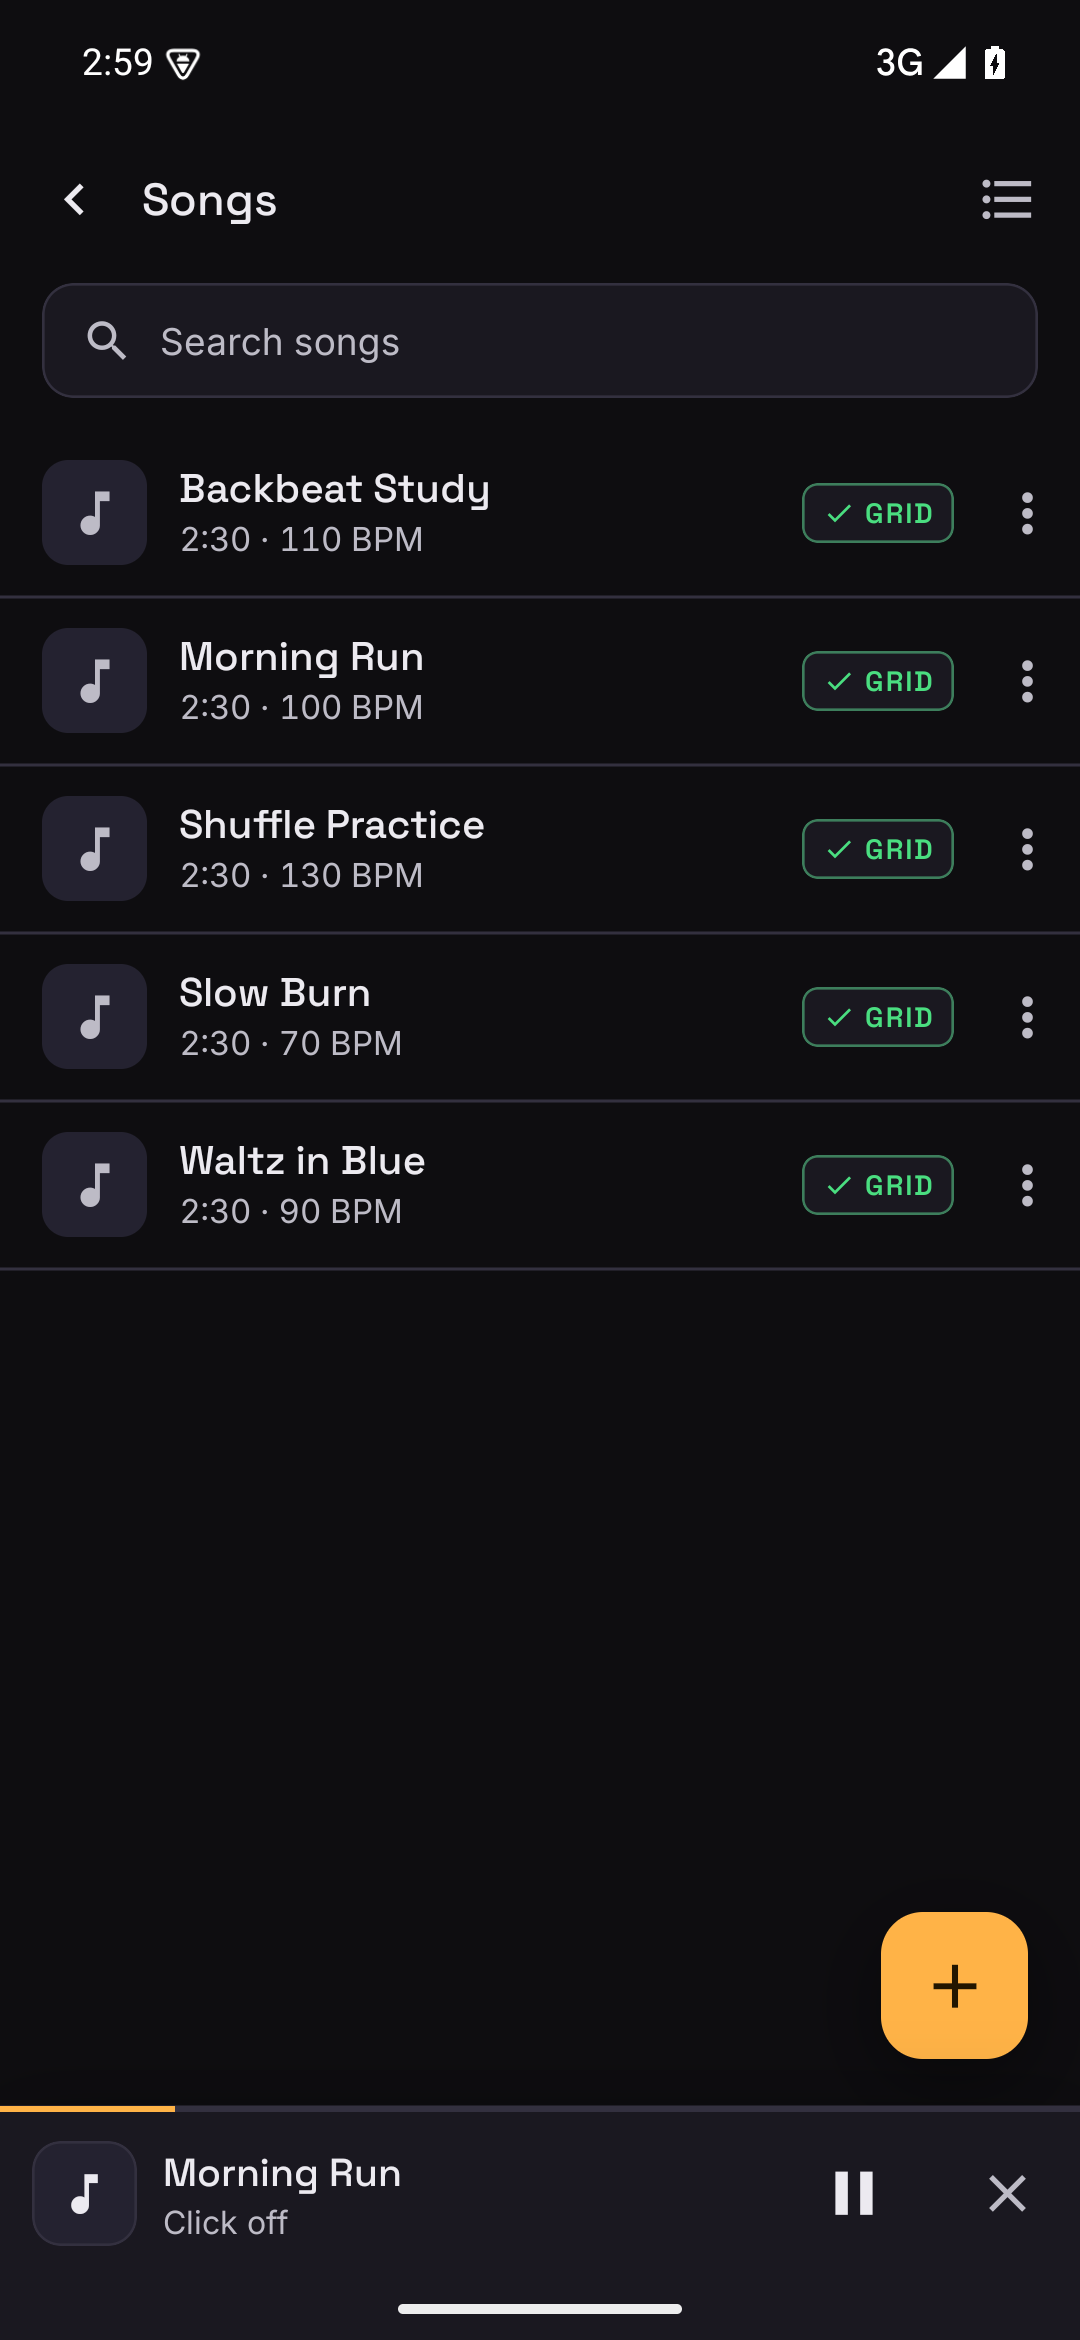 2:59
3G
Songs
Search songs
Backbeat Study
2:30 · 110 BPM
GRID
Morning Run
2:30 · 100 BPM
GRID
Shuffle Practice
2:30 · 130 BPM
GRID
Slow Burn
2:30 · 70 BPM
GRID
Waltz in Blue
2:30 · 90 BPM
GRID
Morning Run
Click off